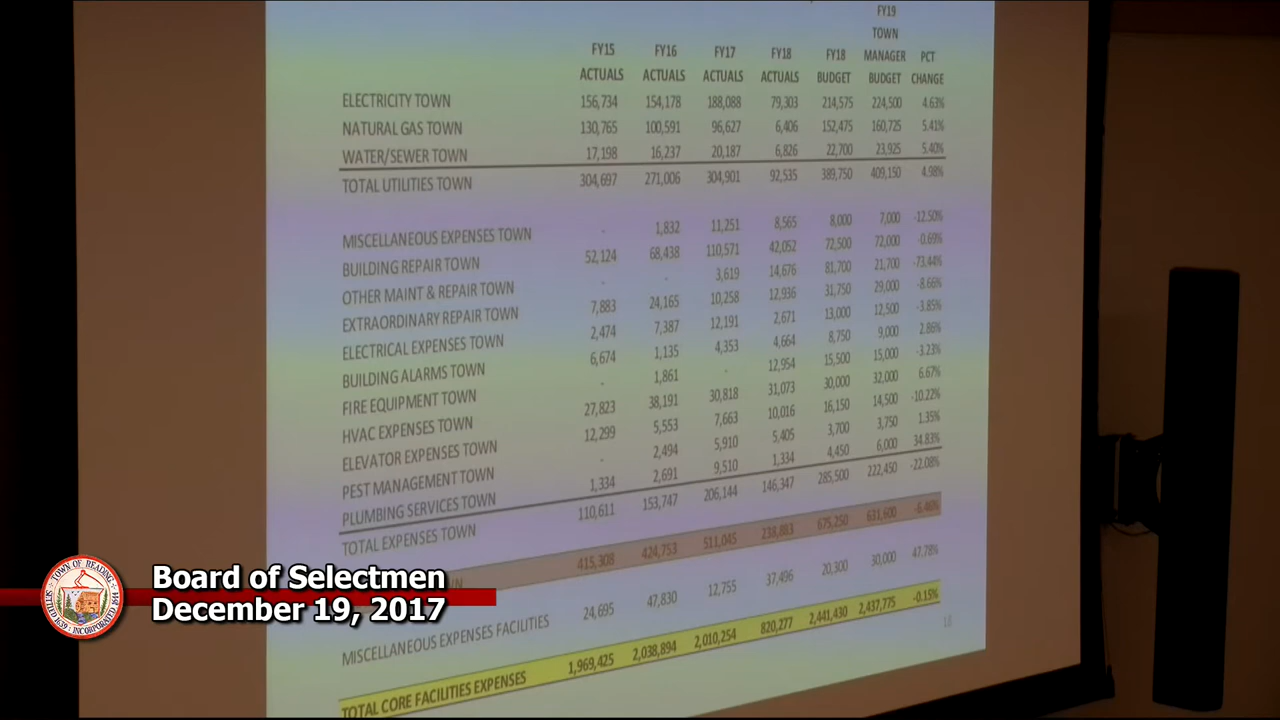 FY19
TOWN
FY15 FY16 FY17 FY18 FY18 MANAGER PCT
ACTUALS ACTUALS ACTUALS ACTUALS BUDGET BUDGET CHANGE
ELECTRICITY TOWN 156,734 154,178 188,088 79,303 214,575 224,500 4.63%
NATURAL GAS TOWN 130,765 100,591 96,627 6,406 152,475 160,725 5.41%
WATER/SEWER TOWN 17,198 16,237 20,187 6,826 22,700 23,925 5.40%
TOTAL UTILITIES TOWN 304,697 271,006 304,901 92,535 389,750 409,150 4.98%
MISCELLANEOUS EXPENSES TOWN - 1,832 11,251 8,565 8,000 7,000 -12.50%
BUILDING REPAIR TOWN 52,124 68,438 110,571 42,052 72,500 72,000 -0.69%
OTHER MAINT & REPAIR TOWN - - 3,619 14,676 81,700 21,700 -73.44%
EXTRAORDINARY REPAIR TOWN 7,883 24,165 10,258 12,936 31,750 29,000 -8.66%
ELECTRICAL EXPENSES TOWN 2,474 7,387 12,191 2,671 13,000 12,500 -3.85%
BUILDING ALARMS TOWN 6,674 1,135 4,353 4,664 8,750 9,000 2.86%
FIRE EQUIPMENT TOWN - 1,861 - 12,954 15,500 15,000 -3.23%
HVAC EXPENSES TOWN 27,823 38,191 30,818 31,073 30,000 32,000 6.67%
ELEVATOR EXPENSES TOWN 12,299 5,553 7,663 10,016 16,150 14,500 -10.22%
PEST MANAGEMENT TOWN - 2,494 5,910 5,405 3,700 3,750 1.35%
PLUMBING SERVICES TOWN 1,334 2,691 9,510 1,334 4,450 6,000 34.83%
TOTAL EXPENSES TOWN 110,611 153,747 206,144 146,347 285,500 222,450 -22.08%
415,308 424,753 511,045 238,883 675,250 631,600 -6.46%
MISCELLANEOUS EXPENSES FACILITIES 24,695 47,830 12,755 37,496 20,300 30,000 47.78%
TOTAL CORE FACILITIES EXPENSES 1,969,425 2,038,894 2,010,254 820,277 2,441,430 2,437,775 -0.15%
18
TOWN OF READING
SETTLED 1639
INCORPORATED 1644
Board of Selectmen
December 19, 2017